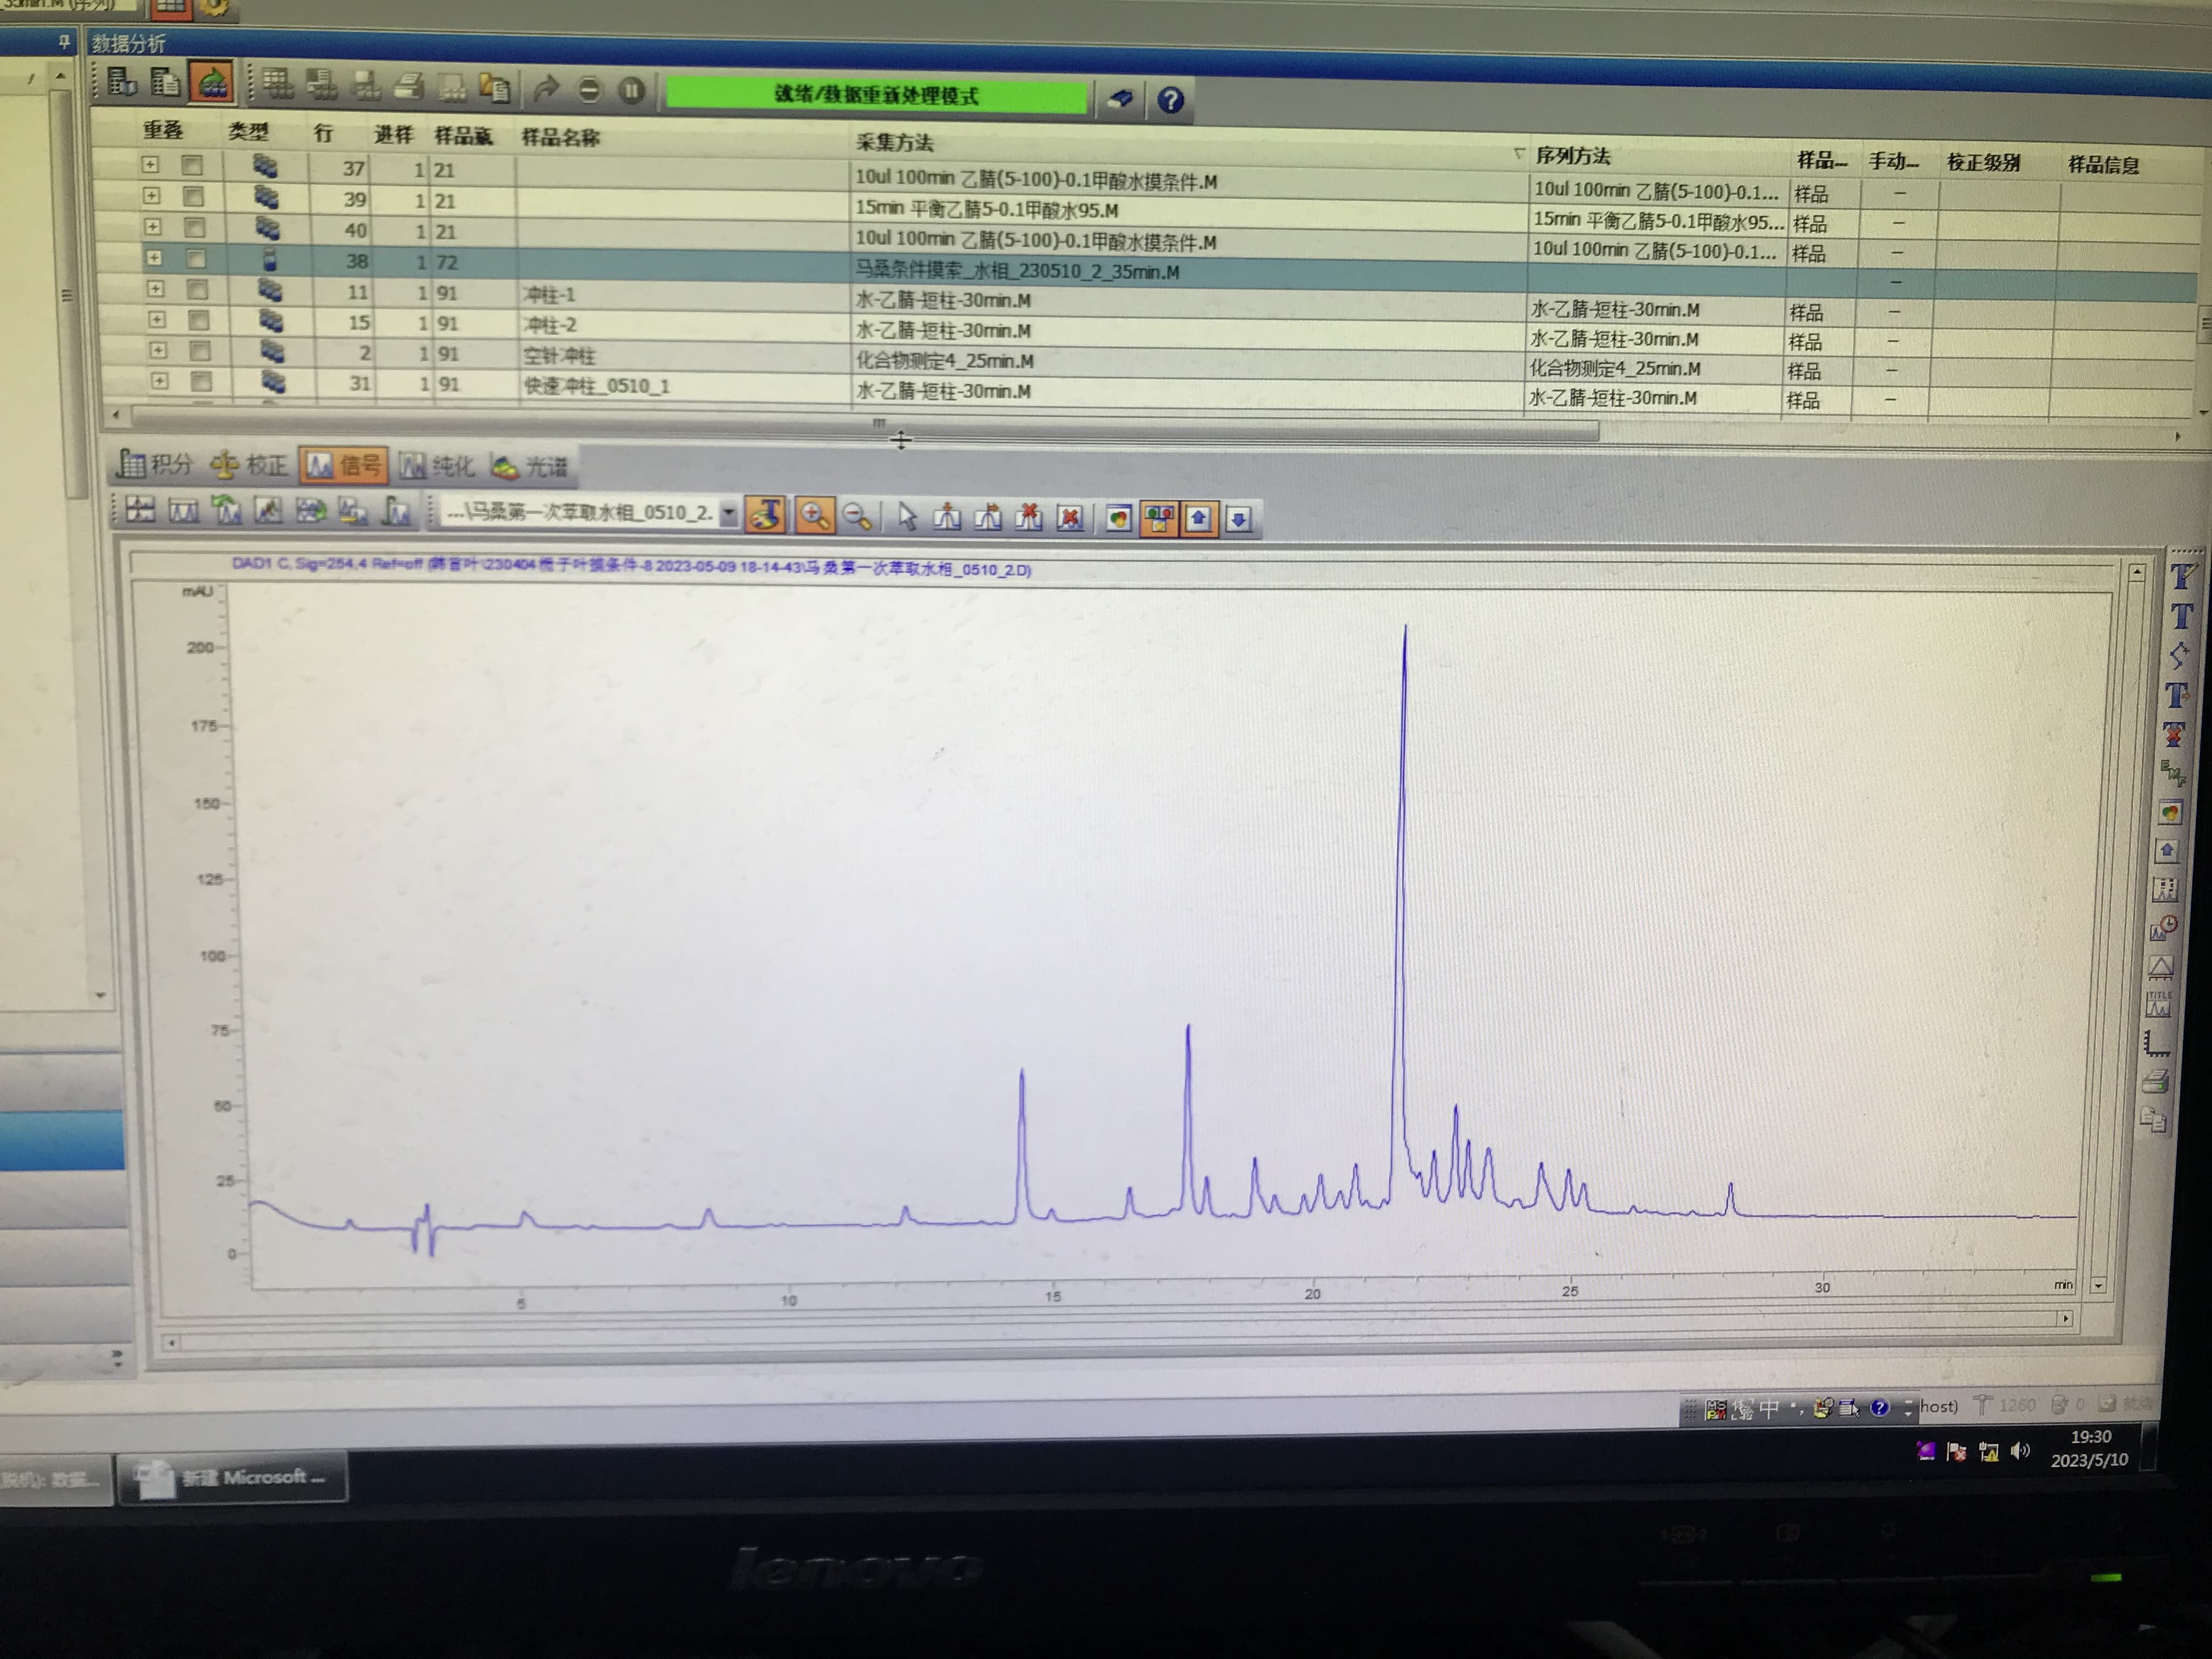 数据分析
就绪/数据重新处理模式
重叠 类型 行 进样 样品瓶 样品名称 采集方法 序列方法 样品... 手动... 校正级别 样品信息
37 1 21 10ul 100min 乙腈(5-100)-0.1甲酸水摸条件.M 10ul 100min 乙腈(5-100)-0.1... 样品 –
39 1 21 15min 平衡乙腈5-0.1甲酸水95.M 15min 平衡乙腈5-0.1甲酸水95... 样品 –
40 1 21 10ul 100min 乙腈(5-100)-0.1甲酸水摸条件.M 10ul 100min 乙腈(5-100)-0.1... 样品 –
38 1 72 马桑条件摸索_水相_230510_2_35min.M –
11 1 91 冲柱-1 水-乙腈-短柱-30min.M 水-乙腈-短柱-30min.M 样品 –
15 1 91 冲柱-2 水-乙腈-短柱-30min.M 水-乙腈-短柱-30min.M 样品 –
2 1 91 空针冲柱 化合物测定4_25min.M 化合物测定4_25min.M 样品 –
31 1 91 快速冲柱_0510_1 水-乙腈-短柱-30min.M 水-乙腈-短柱-30min.M 样品 –
积分 校正 信号 纯化 光谱
...\马桑第一次萃取水相_0510_2.
DAD1 C, Sig=254,4 Ref=off 230404栀子叶摸条件-8 2023-05-09 18-14-43\马桑第一次萃取水相_0510_2.D)
mAU
200
175
150
125
100
75
50
25
0
5 10 15 20 25 30 min
EMF
TITLE
中 host) 1260 0 就绪
新建 Microsoft ...
19:30
2023/5/10
lenovo